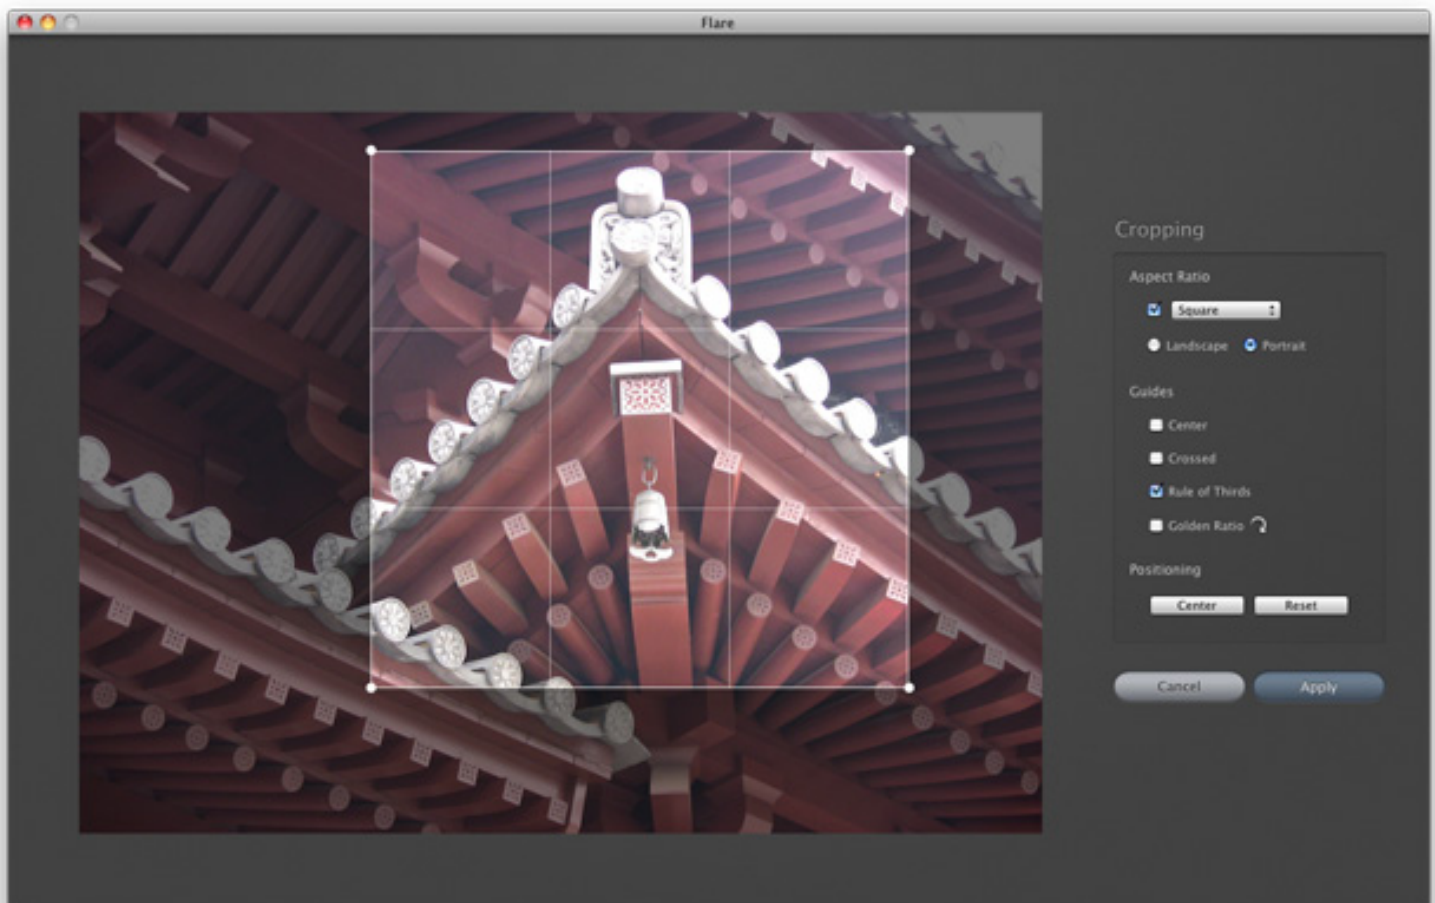 Flare
Cropping
Aspect Ratio
Square
Landscape Portrait
Guides
Center
Crossed
Rule of Thirds
Golden Ratio
Positioning
Center Reset
Cancel Apply